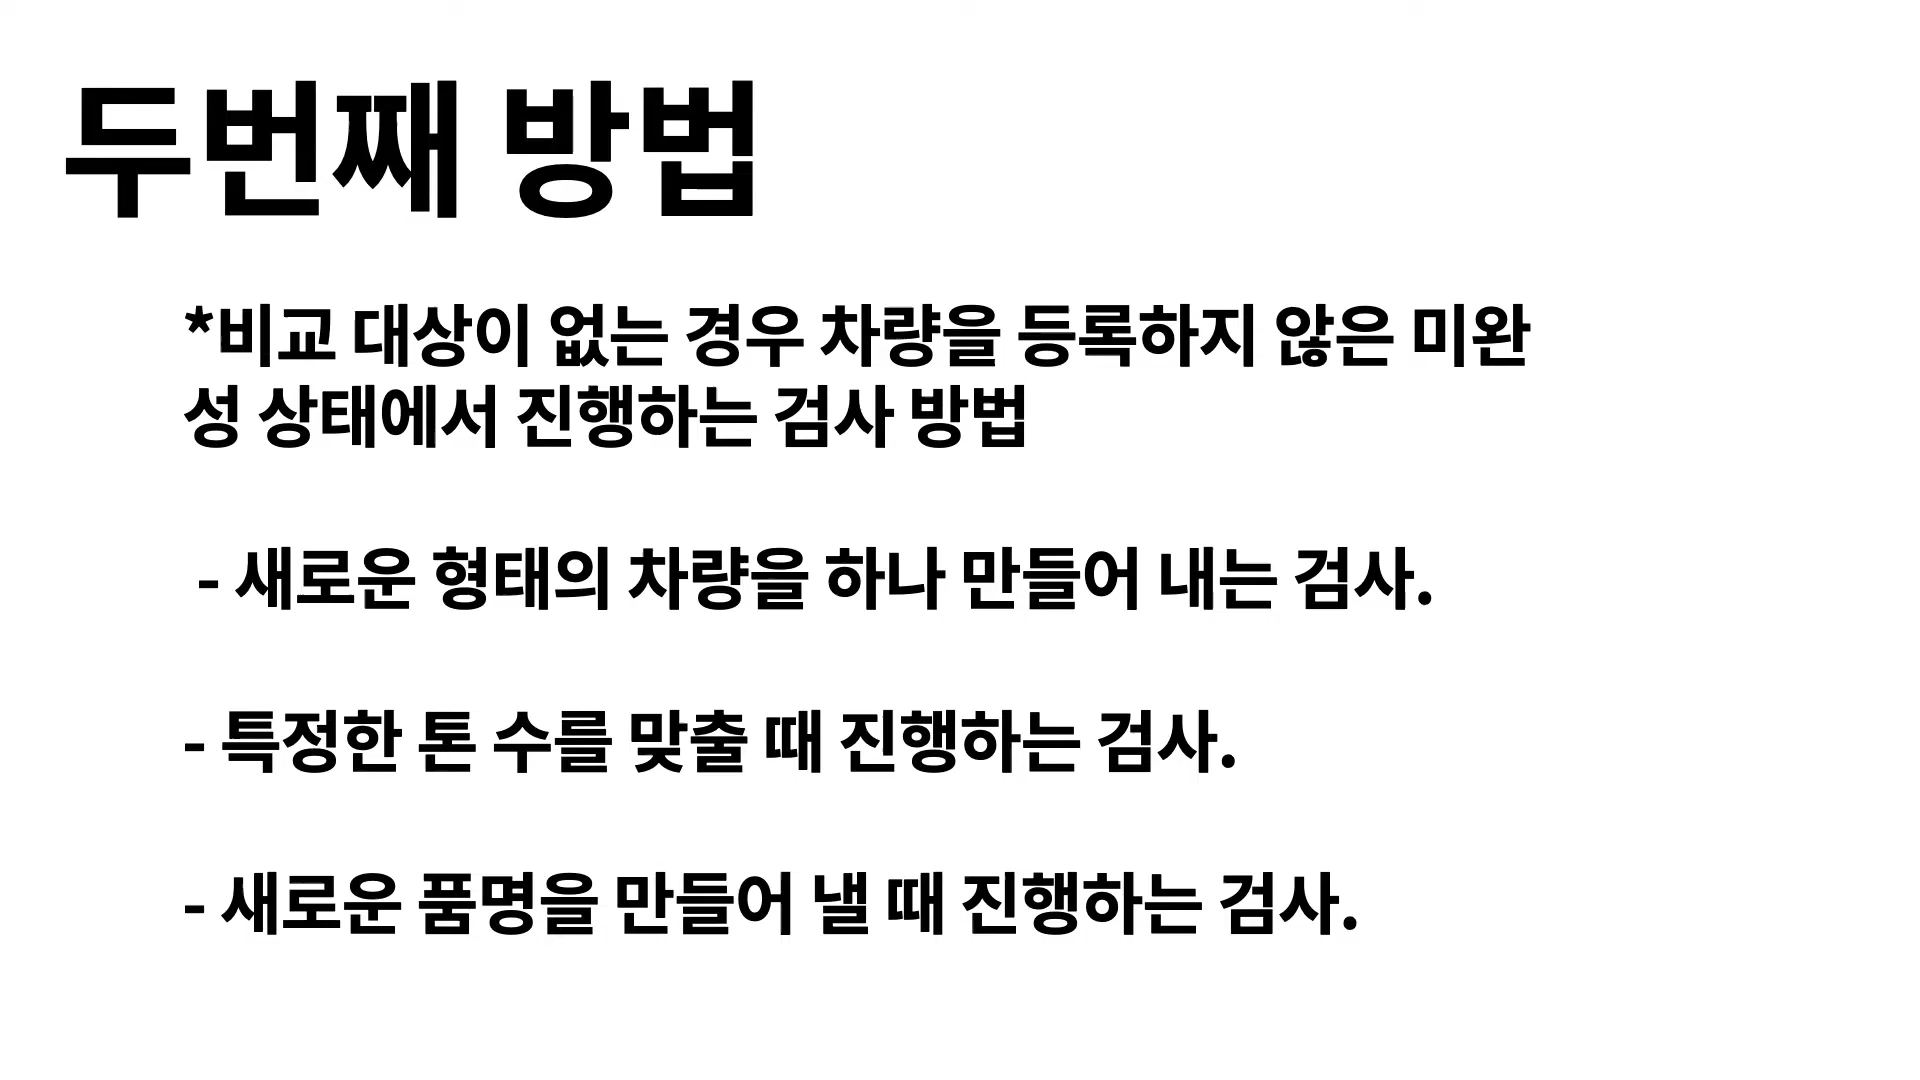 두번째 방법
*비교 대상이 없는 경우 차량을 등록하지 않은 미완
성 상태에서 진행하는 검사 방법
- 새로운 형태의 차량을 하나 만들어 내는 검사.
- 특정한 톤 수를 맞출 때 진행하는 검사.
- 새로운 품명을 만들어 낼 때 진행하는 검사.